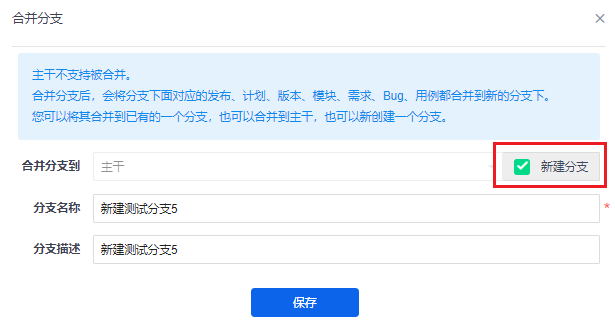 合并分支
主干不支持被合并。
合并分支后，会将分支下面对应的发布、计划、版本、模块、需求、Bug、用例都合并到新的分支下。
您可以将其合并到已有的一个分支，也可以合并到主干，也可以新创建一个分支。
合并分支到 主干 新建分支
分支名称 新建测试分支5 *
分支描述 新建测试分支5
保存